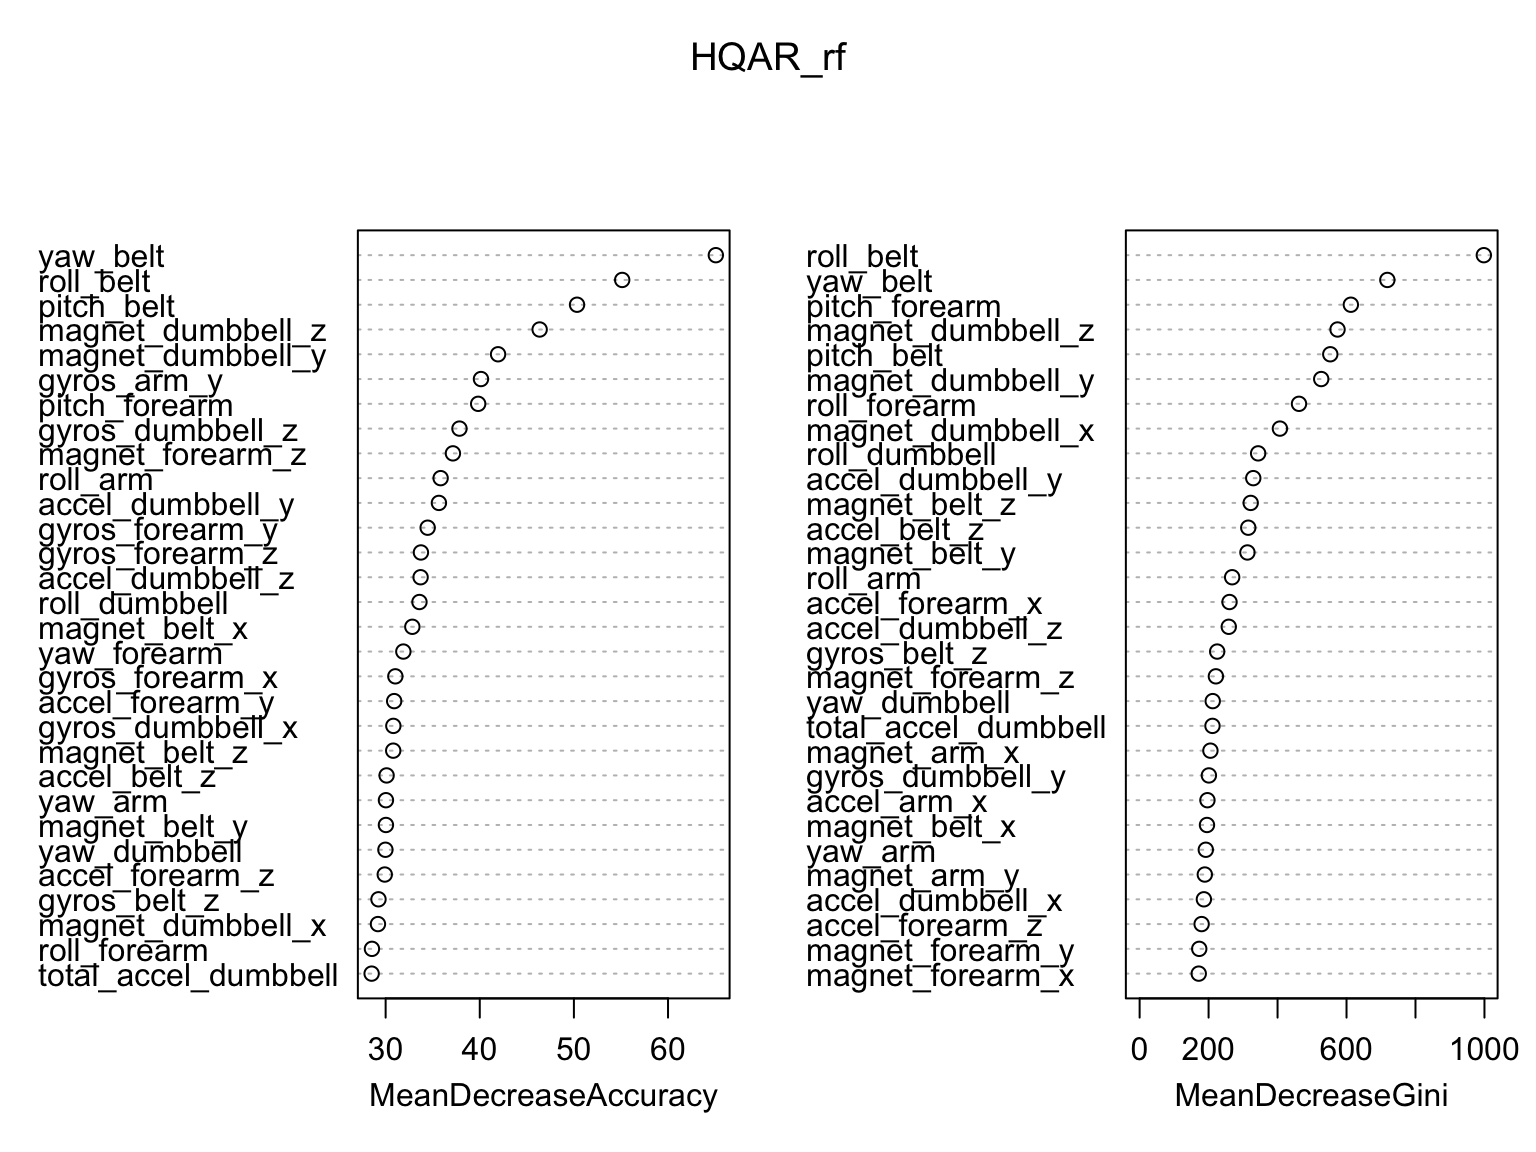 HQAR_rf
yaw_belt
roll_belt
pitch_belt
magnet_dumbbell_z
magnet_dumbbell_y
gyros_arm_y
pitch_forearm
gyros_dumbbell_z
magnet_forearm_z
roll_arm
accel_dumbbell_y
gyros_forearm_y
gyros_forearm_z
accel_dumbbell_z
roll_dumbbell
magnet_belt_x
yaw_forearm
gyros_forearm_x
accel_forearm_y
gyros_dumbbell_x
magnet_belt_z
accel_belt_z
yaw_arm
magnet_belt_y
yaw_dumbbell
accel_forearm_z
gyros_belt_z
magnet_dumbbell_x
roll_forearm
total_accel_dumbbell
30 40 50 60
MeanDecreaseAccuracy
roll_belt
yaw_belt
pitch_forearm
magnet_dumbbell_z
pitch_belt
magnet_dumbbell_y
roll_forearm
magnet_dumbbell_x
roll_dumbbell
accel_dumbbell_y
magnet_belt_z
accel_belt_z
magnet_belt_y
roll_arm
accel_forearm_x
accel_dumbbell_z
gyros_belt_z
magnet_forearm_z
yaw_dumbbell
total_accel_dumbbell
magnet_arm_x
gyros_dumbbell_y
accel_arm_x
magnet_belt_x
yaw_arm
magnet_arm_y
accel_dumbbell_x
accel_forearm_z
magnet_forearm_y
magnet_forearm_x
0 200 600 1000
MeanDecreaseGini